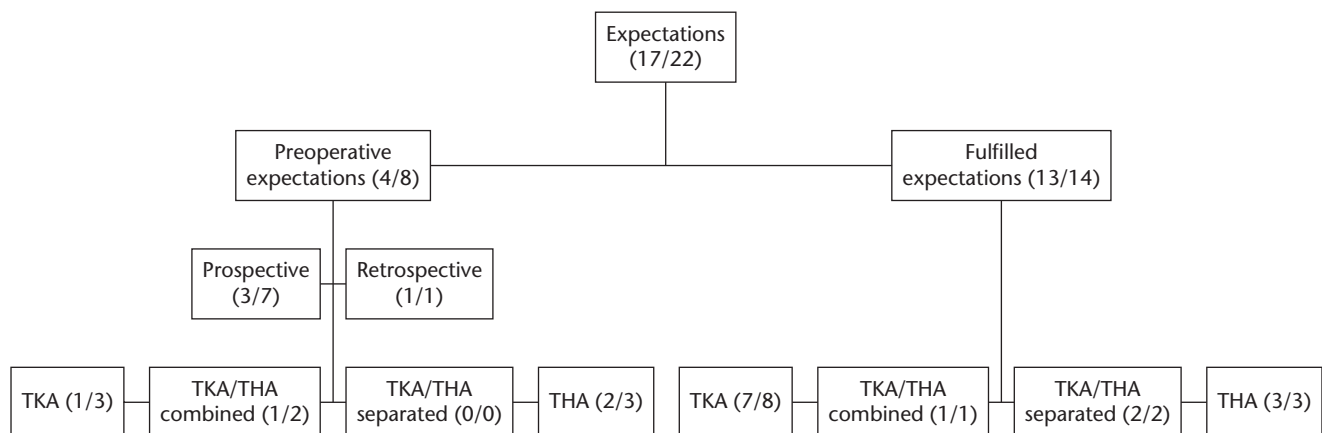 Expectations
(17/22)
Preoperative
expectations (4/8)
Fulfilled
expectations (13/14)
Prospective
(3/7)
Retrospective
(1/1)
TKA (1/3)
TKA/THA
combined (1/2)
TKA/THA
separated (0/0)
THA (2/3)
TKA (7/8)
TKA/THA
combined (1/1)
TKA/THA
separated (2/2)
THA (3/3)